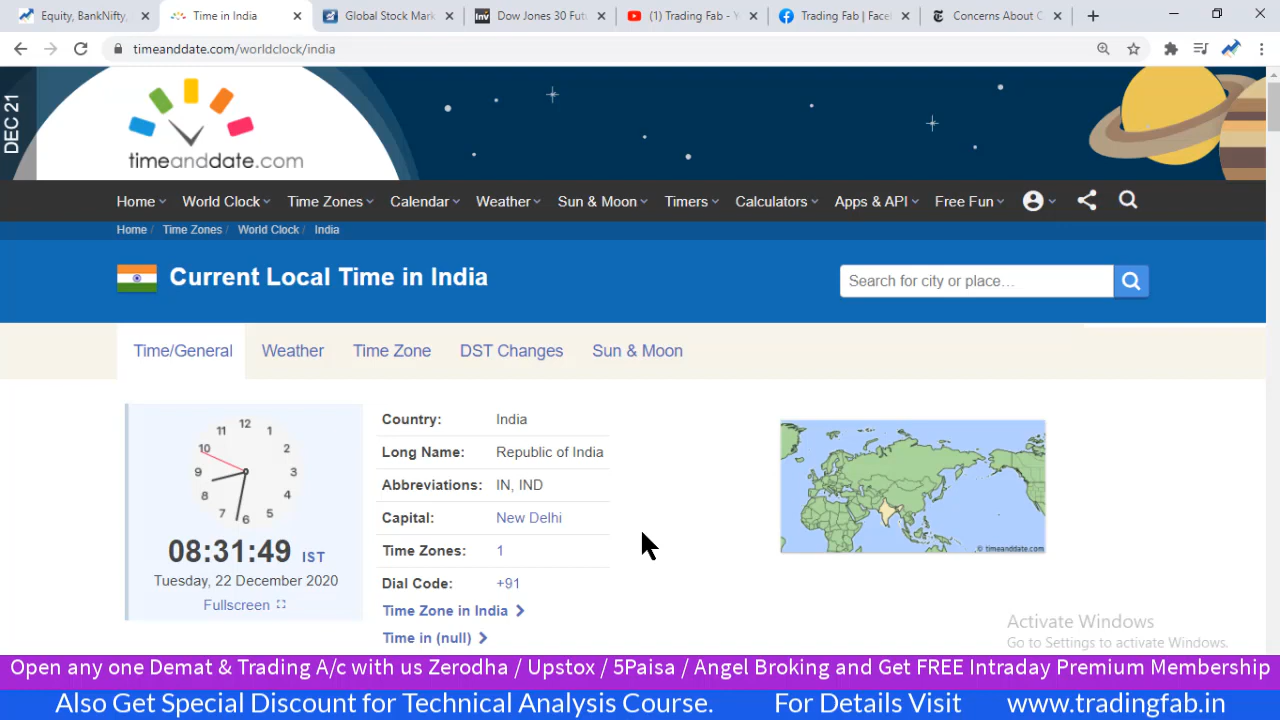 Equity, BankNifty,
Time in India
Global Stock Mark
Inv Dow Jones 30 Futu
(1) Trading Fab - Y
Trading Fab | Face
Concerns About C
timeanddate.com/worldclock/india
DEC 21
timeanddate.com
Home World Clock Time Zones Calendar Weather Sun & Moon Timers Calculators Apps & API Free Fun
Home / Time Zones / World Clock / India
Current Local Time in India
Search for city or place...
Time/General Weather Time Zone DST Changes Sun & Moon
12
1
2
3
4
5
6
7
8
9
10
11
08:31:49 IST
Tuesday, 22 December 2020
Fullscreen
Country: India
Long Name: Republic of India
Abbreviations: IN, IND
Capital: New Delhi
Time Zones: 1
Dial Code: +91
Time Zone in India
Time in (null)
© timeanddate.com
Activate Windows
Go to Settings to activate Windows.
Open any one Demat & Trading A/c with us Zerodha / Upstox / 5Paisa / Angel Broking and Get FREE Intraday Premium Membership
Also Get Special Discount for Technical Analysis Course. For Details Visit www.tradingfab.in